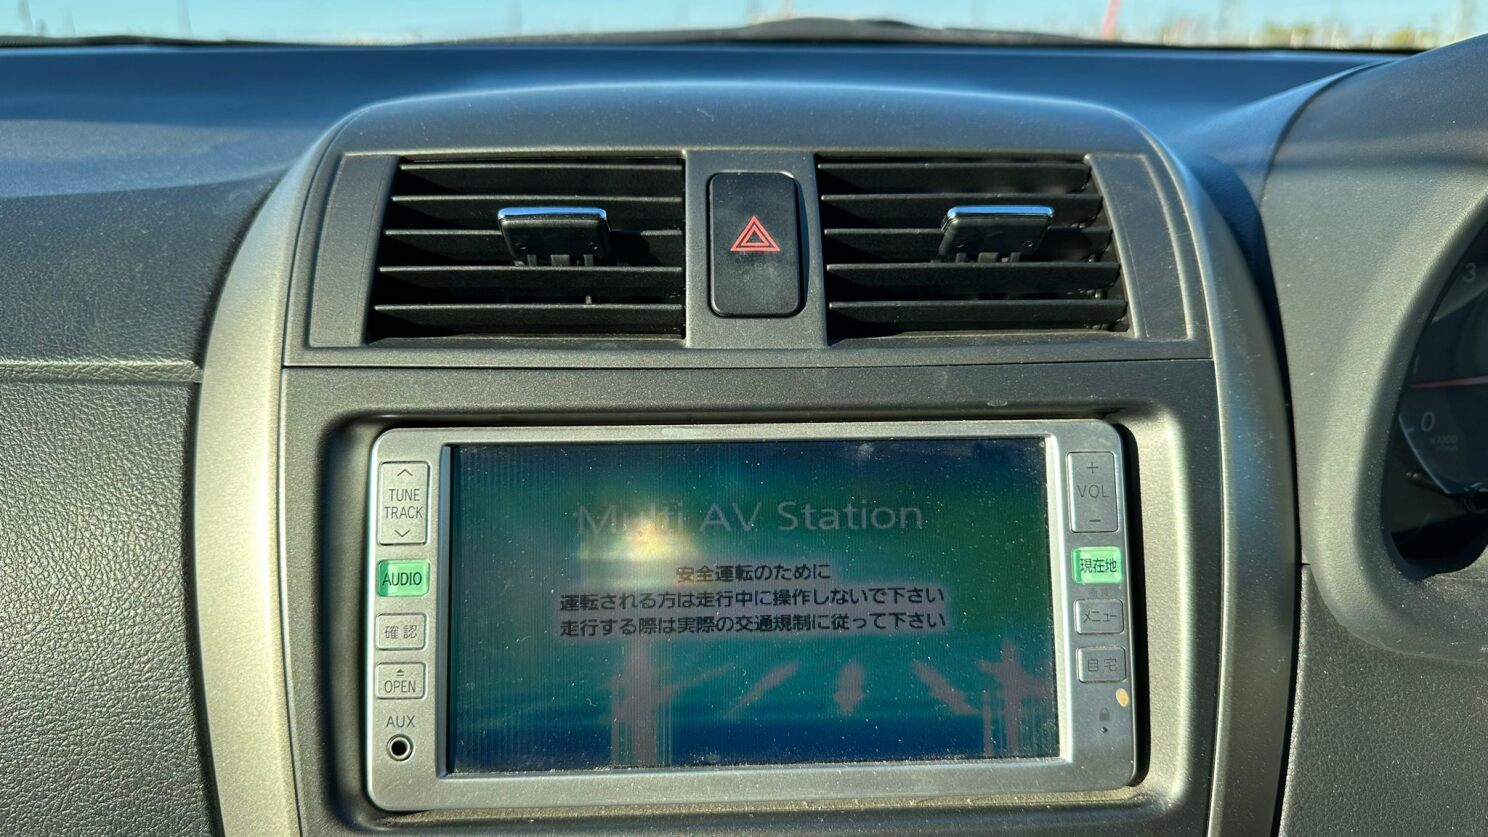 TUNE
TRACK
AUDIO
確認
OPEN
AUX
Multi AV Station
安全運転のために
運転される方は走行中に操作しないで下さい
走行する際は実際の交通規制に従って下さい
+
VOL
−
現在地
メニュー
自宅
3
0